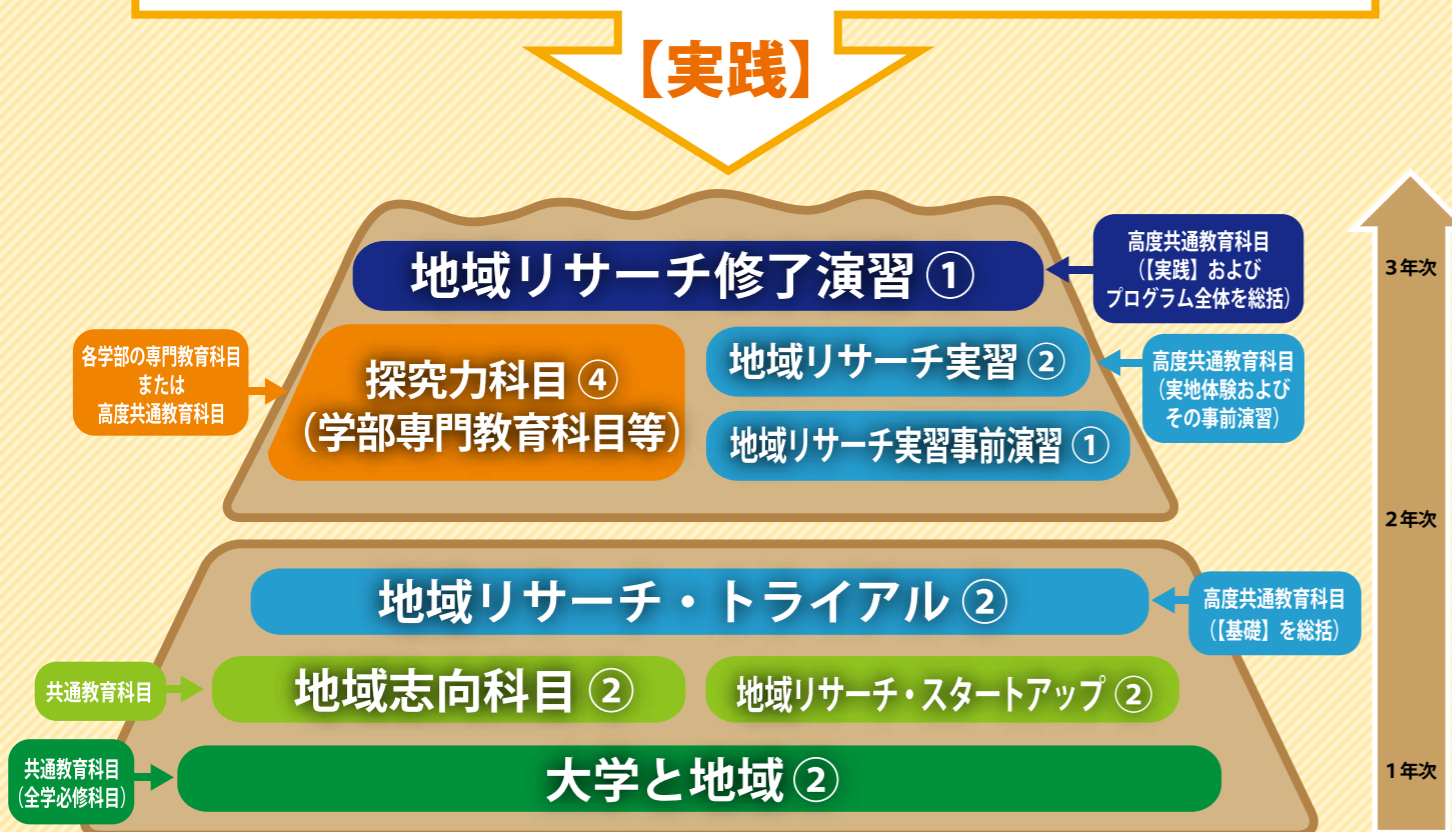 【実践】
地域リサーチ修了演習①
高度共通教育科目
(【実践】および
プログラム全体を総括)
3年次
各学部の専門教育科目
または
高度共通教育科目
探究力科目④
(学部専門教育科目等)
地域リサーチ実習②
高度共通教育科目
(実地体験および
その事前演習)
地域リサーチ実習事前演習①
2年次
地域リサーチ・トライアル②
高度共通教育科目
(【基礎】を総括)
共通教育科目
地域志向科目②
地域リサーチ・スタートアップ②
共通教育科目
(全学必修科目)
大学と地域②
1年次